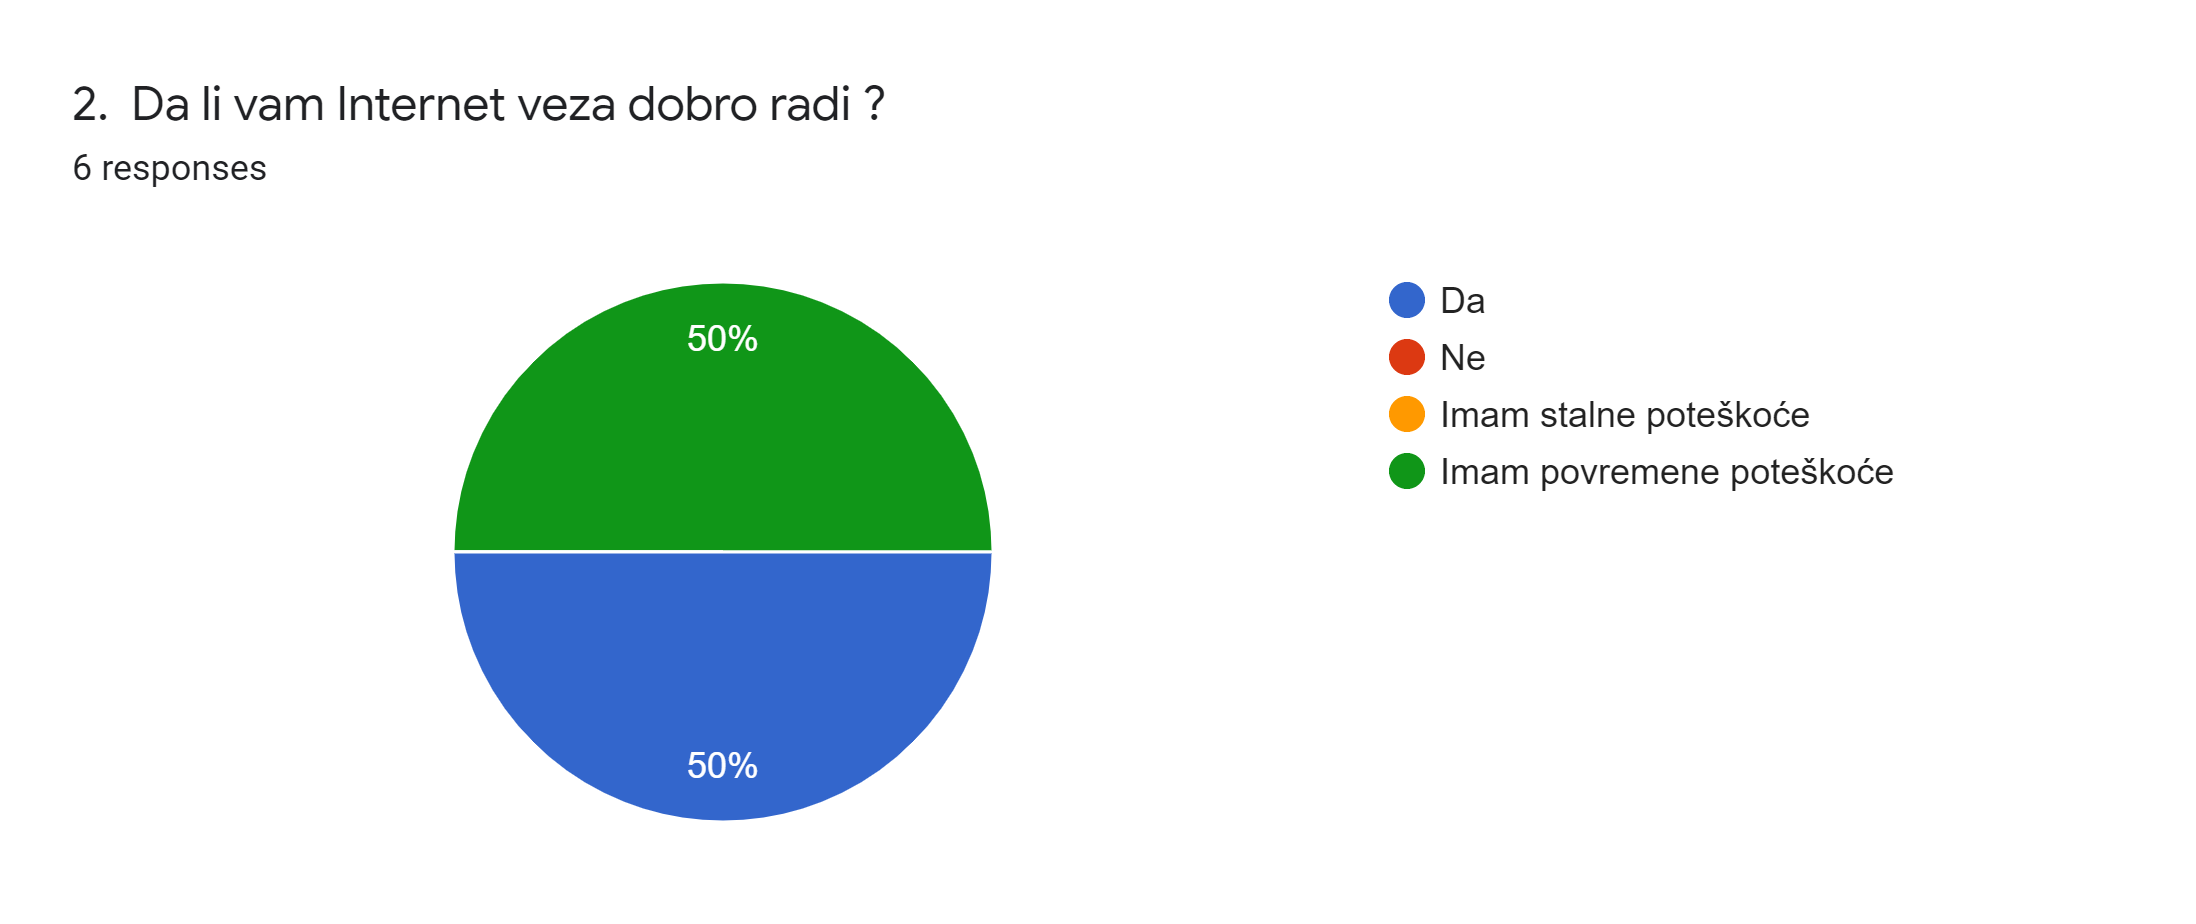 2. Da li vam Internet veza dobro radi ?
6 responses
50%
50%
Da
Ne
Imam stalne poteškoće
Imam povremene poteškoće